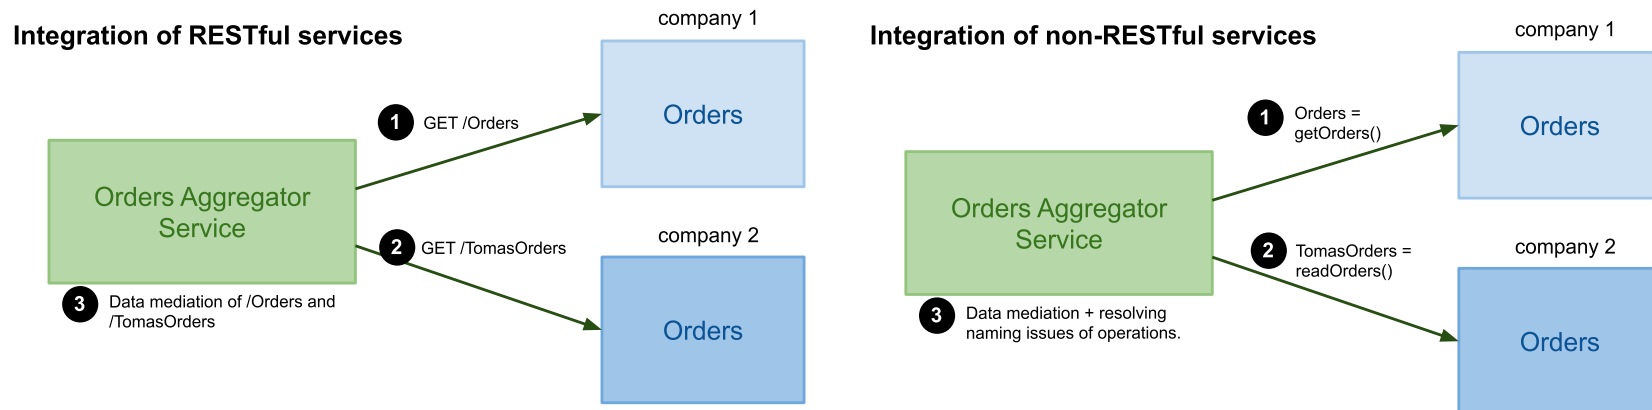 Integration of RESTful services
company 1
Orders
1
GET /Orders
Orders Aggregator
Service
2
GET /TomasOrders
company 2
Orders
3
Data mediation of /Orders and
/TomasOrders
Integration of non-RESTful services
company 1
Orders
1
Orders =
getOrders()
Orders Aggregator
Service
2
TomasOrders =
readOrders()
company 2
Orders
3
Data mediation + resolving
naming issues of operations.